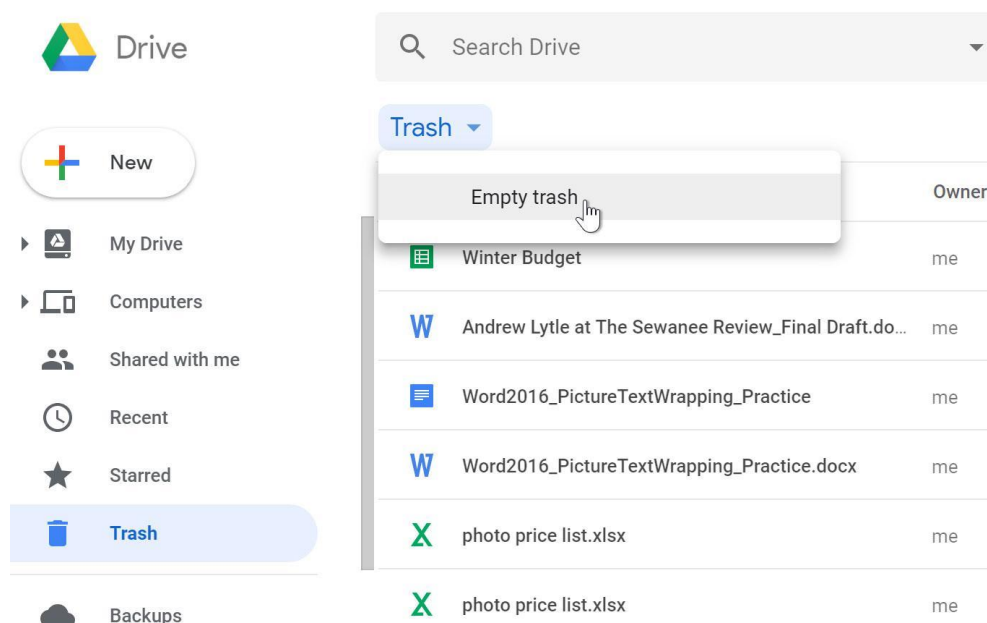 Drive
Search Drive
Trash
New
Empty trash
Owner
My Drive
Winter Budget
me
Computers
Andrew Lytle at The Sewanee Review_Final Draft.do...
me
Shared with me
Word2016_PictureTextWrapping_Practice
me
Recent
Word2016_PictureTextWrapping_Practice.docx
me
Starred
Trash
photo price list.xlsx
me
Backups
photo price list.xlsx
me